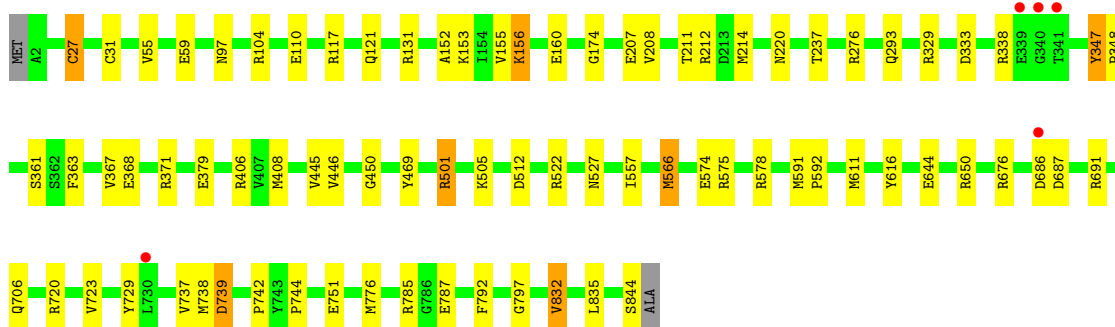 MET A2 C27 C31 V55 E59 N97 R104 E110 R117 Q121 R131 A152 K153 I154 V155 K156 E160 G174 E207 V208 T211 R212 D213 M214 N220 T237 R276 Q293 R329 D333 R338 E339 G340 T341 Y347 R348
S361 S362 F363 V367 E368 R371 E379 R406 V407 M408 V445 V446 G450 Y469 R501 K505 D512 R522 N527 I557 M566 E574 R575 R578 M591 P592 M611 Y616 E644 R650 R676 D686 D687 R691
Q706 R720 V723 Y729 L730 V737 M738 D739 P742 Y743 P744 E751 M776 R785 G786 E787 F792 G797 V832 L835 S844 ALA